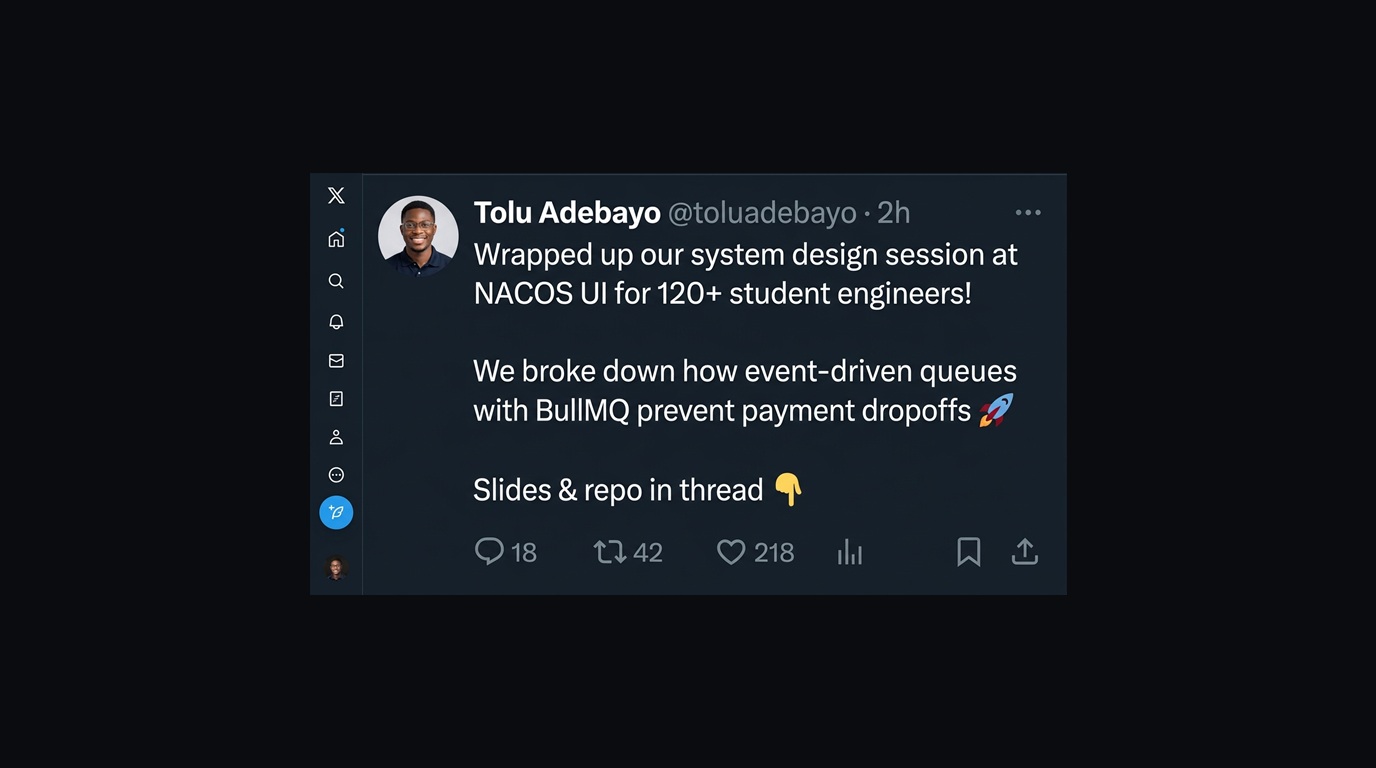 Tolu Adebayo @toluadebayo · 2h
Wrapped up our system design session at
NACOS UI for 120+ student engineers!
We broke down how event-driven queues
with BullMQ prevent payment dropoffs 🚀
Slides & repo in thread 👇
18 42 218